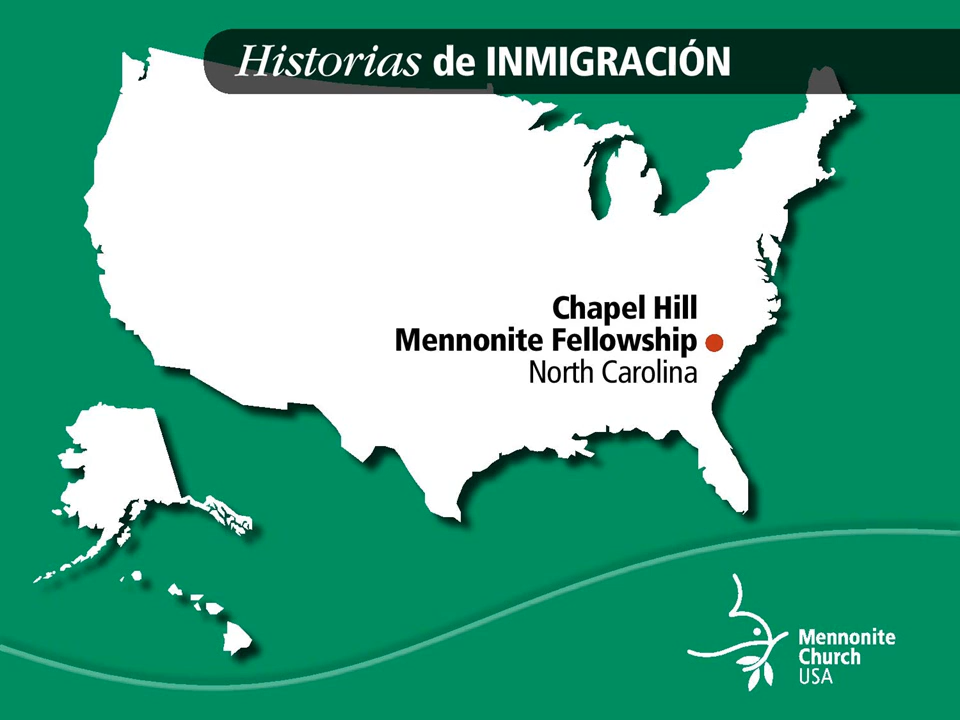 Historias de INMIGRACIÓN
Chapel Hill
Mennonite Fellowship
North Carolina
Mennonite
Church
USA